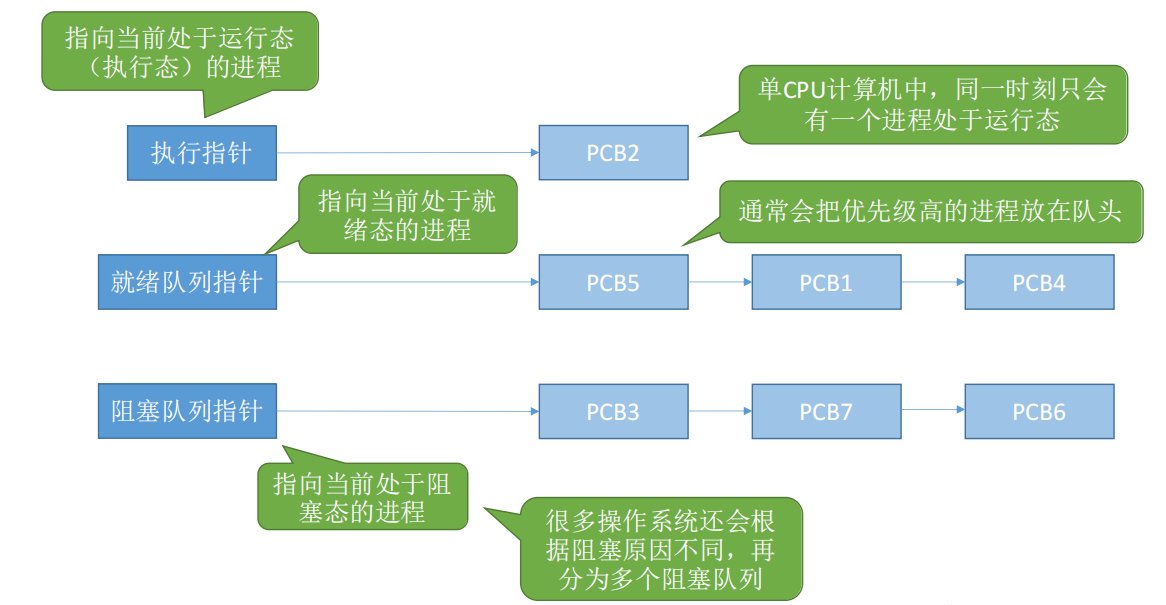 指向当前处于运行态
（执行态）的进程
单CPU计算机中，同一时刻只会
有一个进程处于运行态
执行指针
PCB2
指向当前处于就
绪态的进程
通常会把优先级高的进程放在队头
就绪队列指针
PCB5
PCB1
PCB4
阻塞队列指针
PCB3
PCB7
PCB6
指向当前处于阻
塞态的进程
很多操作系统还会根
据阻塞原因不同，再
分为多个阻塞队列